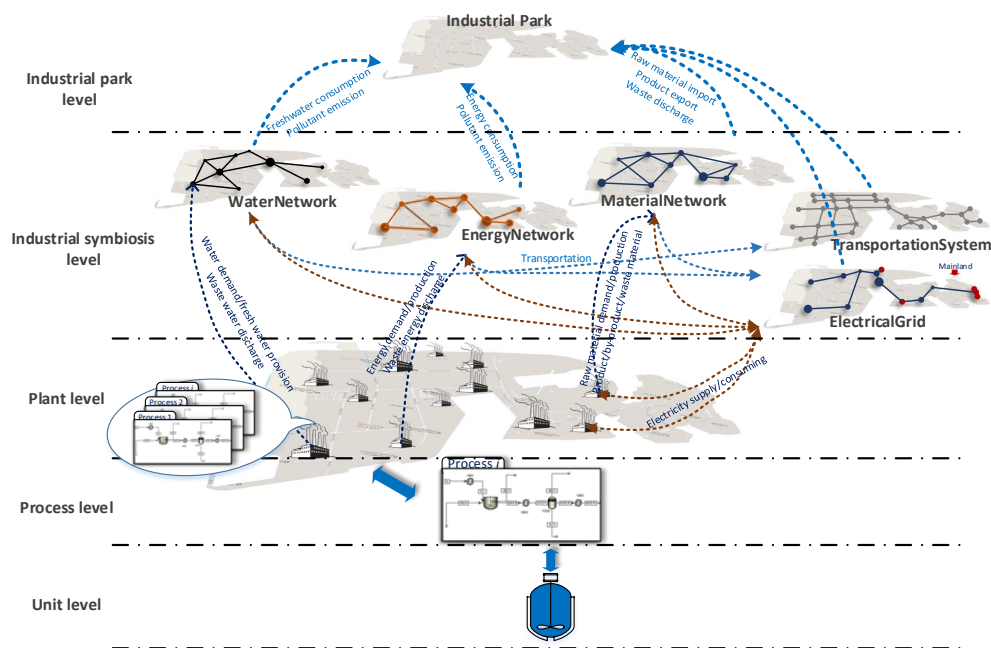 Industrial Park
Industrial park
level
Freshwater consumption
Pollutant emission
Energy consumption
Pollutant emission
Raw material import
Product export
Waste discharge
WaterNetwork
EnergyNetwork
MaterialNetwork
TransportationSystem
Mainland
ElectricalGrid
Industrial symbiosis
level
Transportation
Water demand/fresh water provision
Waste water discharge
Energy demand/production
Waste energy discharge
Raw material demand/production
Product/by product/waste material
Electricity supply/consuming
Plant level
Process i
Process 2
Process 1
Process level
Process i
Unit level